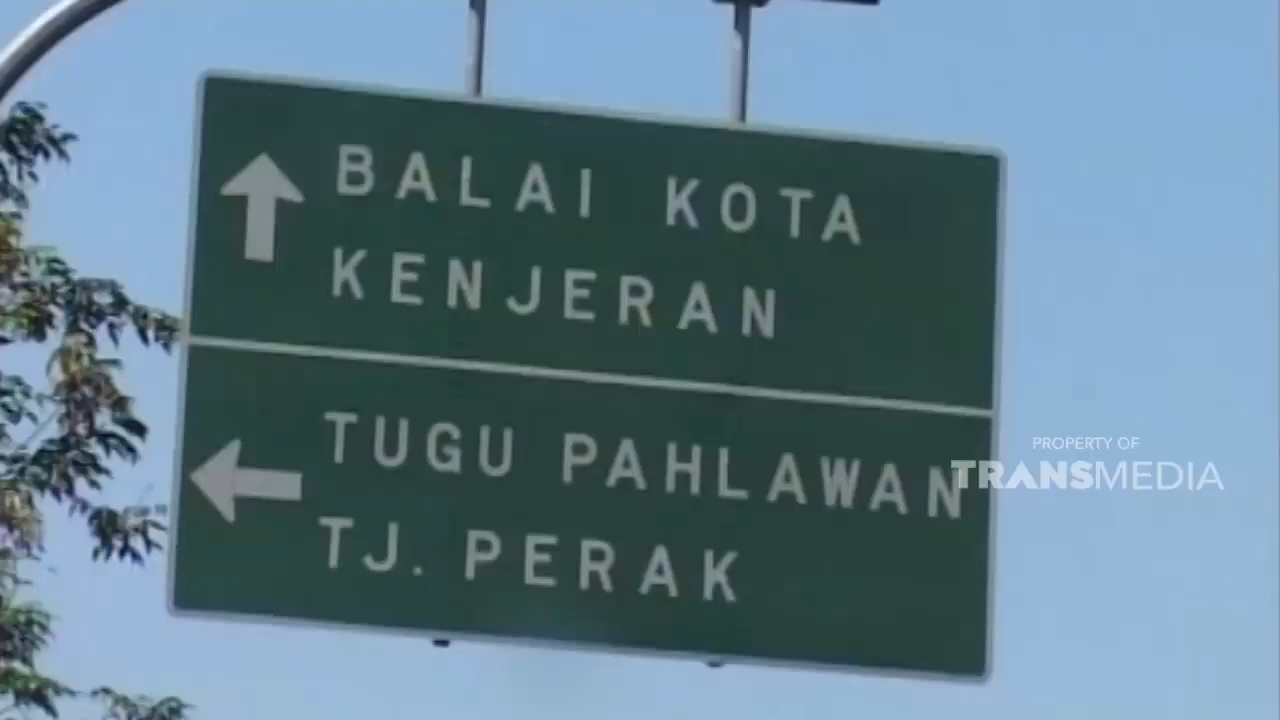 BALAI KOTA
KENJERAN
TUGU PAHLAWAN
TJ. PERAK
PROPERTY OF
TRANSMEDIA